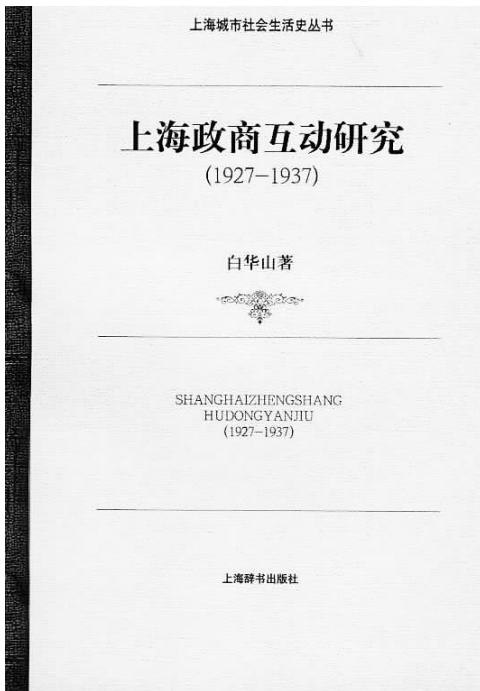 上海城市社会生活史丛书
上海政商互动研究
(1927—1937)
白华山著
SHANGHAIZHENGSHANG
HUDONGYANJIU
(1927—1937)
上海辞书出版社